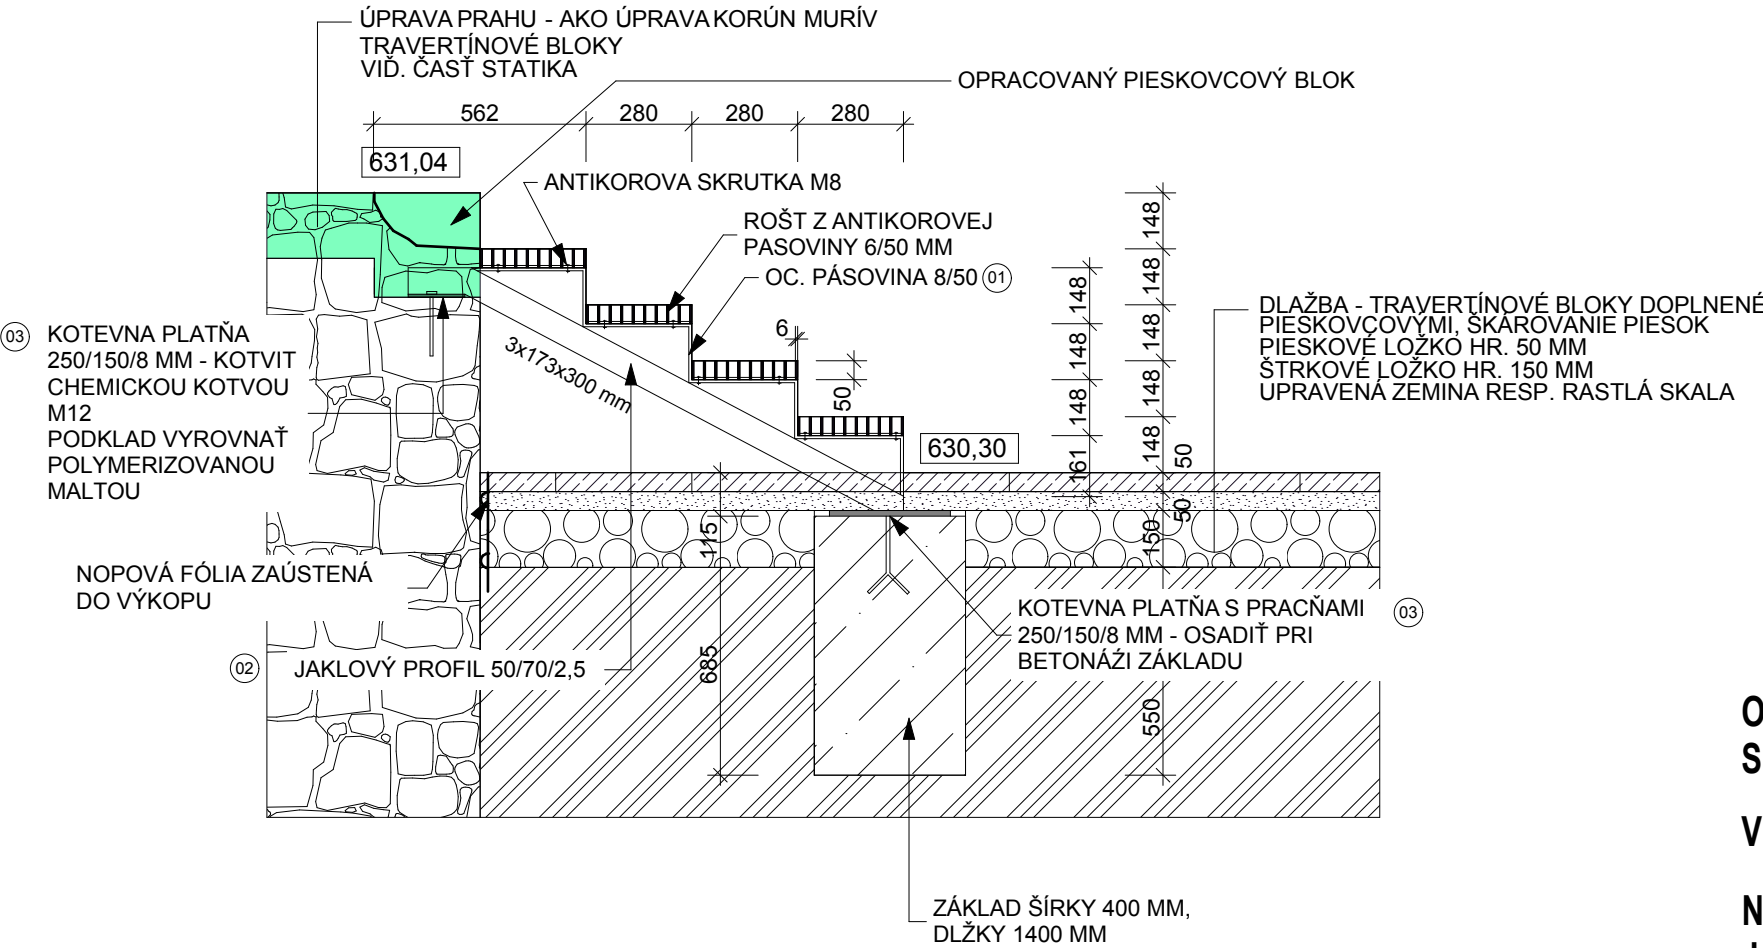 ÚPRAVA PRAHU - AKO ÚPRAVA KORÚN MURÍV
TRAVERTÍNOVÉ BLOKY
VIĎ. ČASŤ STATIKA
OPRACOVANÝ PIESKOVCOVÝ BLOK
562
280
280
280
631,04
ANTIKOROVA SKRUTKA M8
ROŠT Z ANTIKOROVEJ
PASOVINY 6/50 MM
OC. PÁSOVINA 8/50 01
6
50
3x173x300 mm
148
148
148
148
148
148
148
148
161
50
50
150
550
DLAŽBA - TRAVERTÍNOVÉ BLOKY DOPLNENÉ
PIESKOVCOVÝMI, ŠKÁROVANIE PIESOK
PIESKOVÉ LOŽKO HR. 50 MM
ŠTRKOVÉ LOŽKO HR. 150 MM
UPRAVENÁ ZEMINA RESP. RASTLÁ SKALA
03 KOTEVNA PLATŇA
250/150/8 MM - KOTVIT
CHEMICKOU KOTVOU
M12
PODKLAD VYROVNAŤ
POLYMERIZOVANOU
MALTOU
630,30
115
685
NOPOVÁ FÓLIA ZAÚSTENÁ
DO VÝKOPU
KOTEVNA PLATŇA S PRACŇAMI 03
250/150/8 MM - OSADIŤ PRI
BETONÁŽI ZÁKLADU
02 JAKLOVÝ PROFIL 50/70/2,5
ZÁKLAD ŠÍRKY 400 MM,
DLŽKY 1400 MM
O
S
V
N